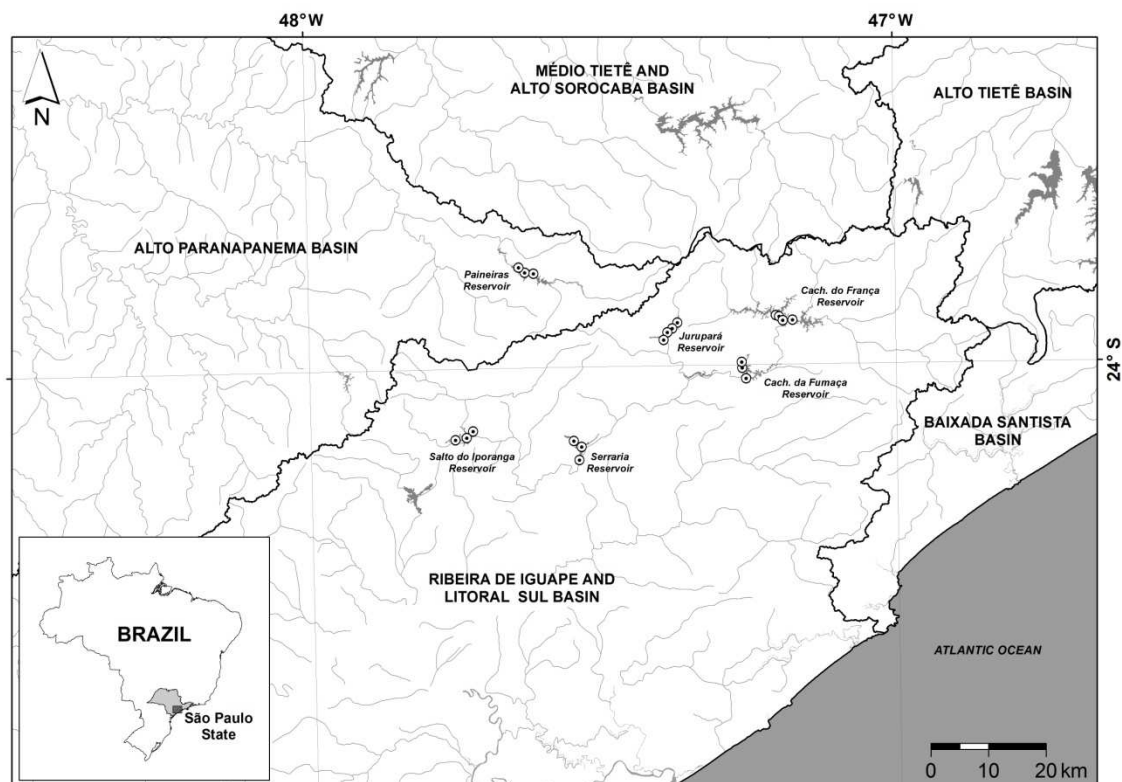 48°W
47°W
N
MÉDIO TIETÊ AND
ALTO SOROCABA BASIN
ALTO TIETÊ BASIN
ALTO PARANAPANEMA BASIN
Paineiras
Reservoir
Cach. do França
Reservoir
Jurupará
Reservoir
24° S
Cach. da Fumaça
Reservoir
BAIXADA SANTISTA
BASIN
Salto do Iporanga
Reservoir
Serraria
Reservoir
RIBEIRA DE IGUAPE AND
LITORAL SUL BASIN
BRAZIL
São Paulo
State
ATLANTIC OCEAN
0 10 20 km